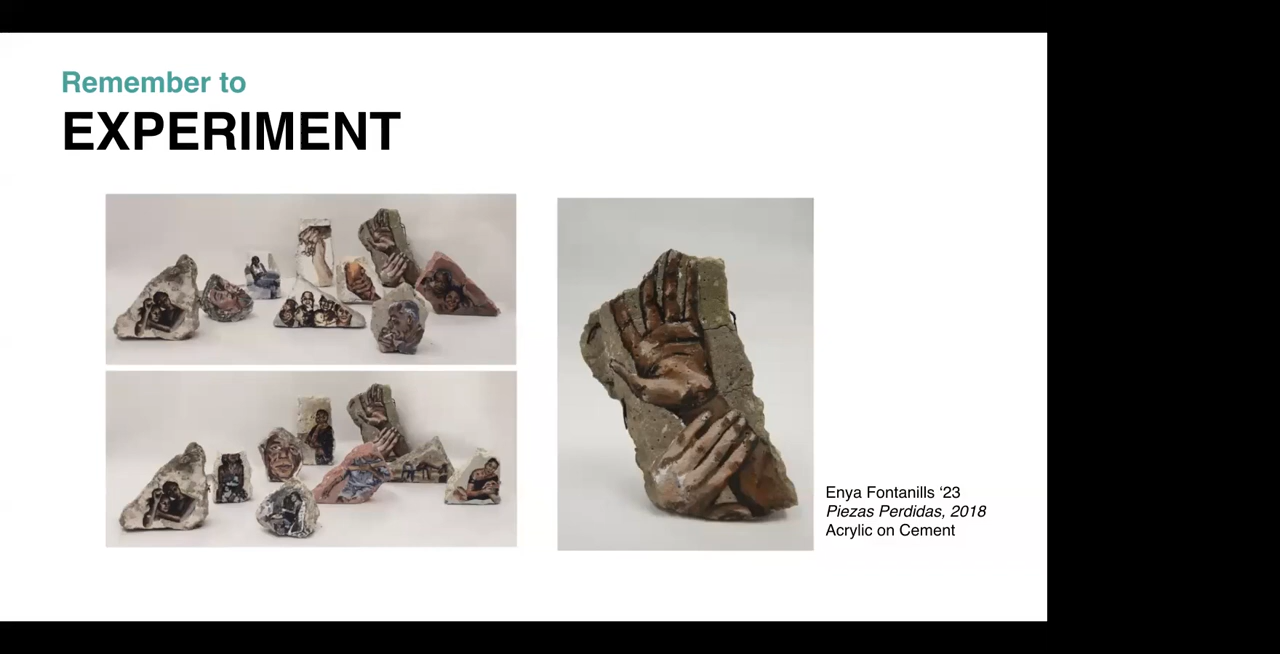 Remember to
EXPERIMENT
Enya Fontanills ‘23
Piezas Perdidas, 2018
Acrylic on Cement